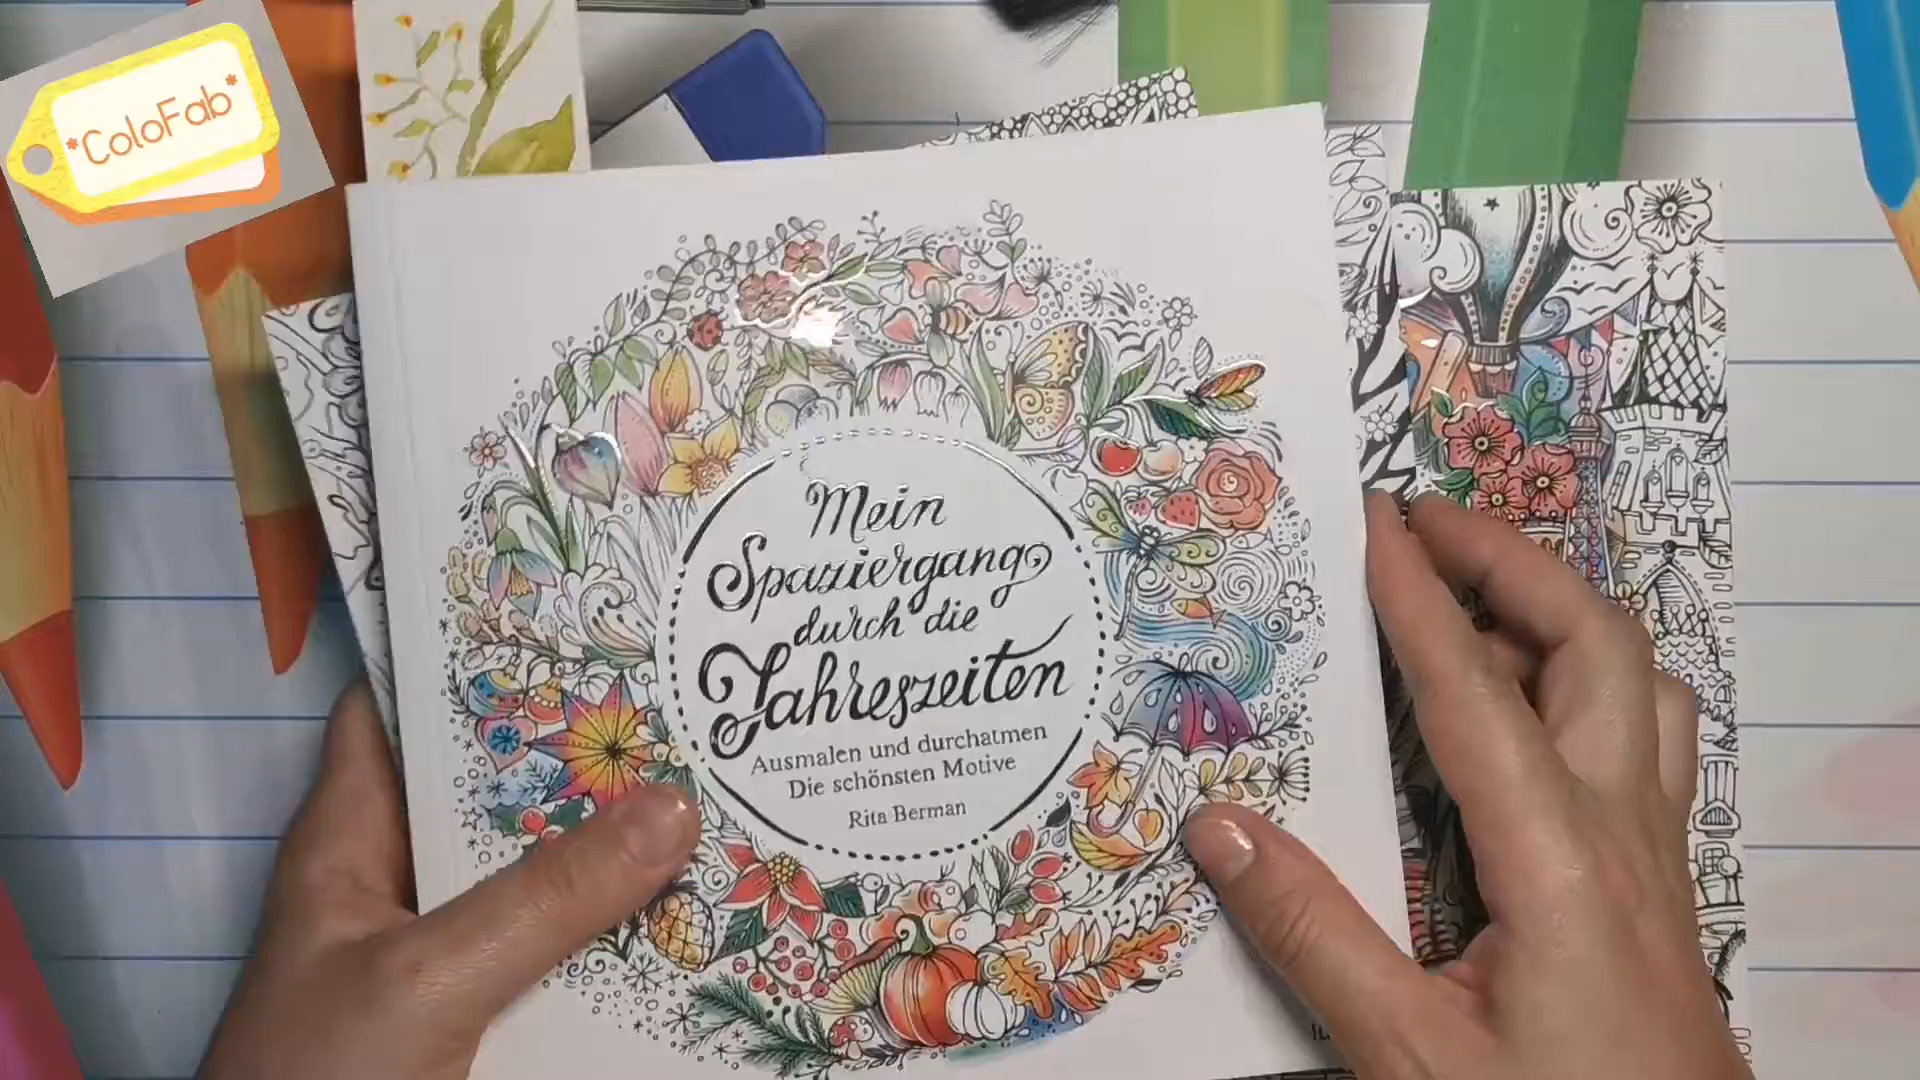 *ColoFab*
Mein
Spaziergang
durch die
Jahreszeiten
Ausmalen und durchatmen
Die schönsten Motive
Rita Berman